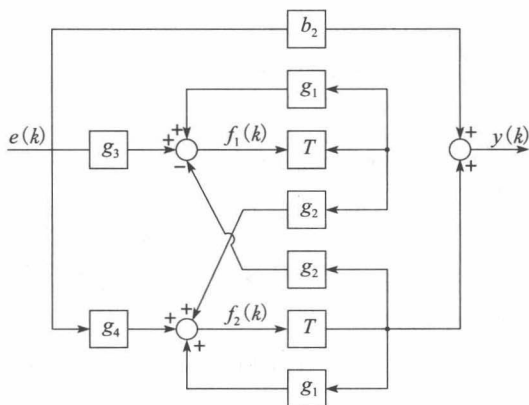 b₂
g₁
+
e(k)
g₃
+
+
−
f₁(k)
T
+
+
y(k)
g₂
g₂
g₄
+
+
+
f₂(k)
T
g₁